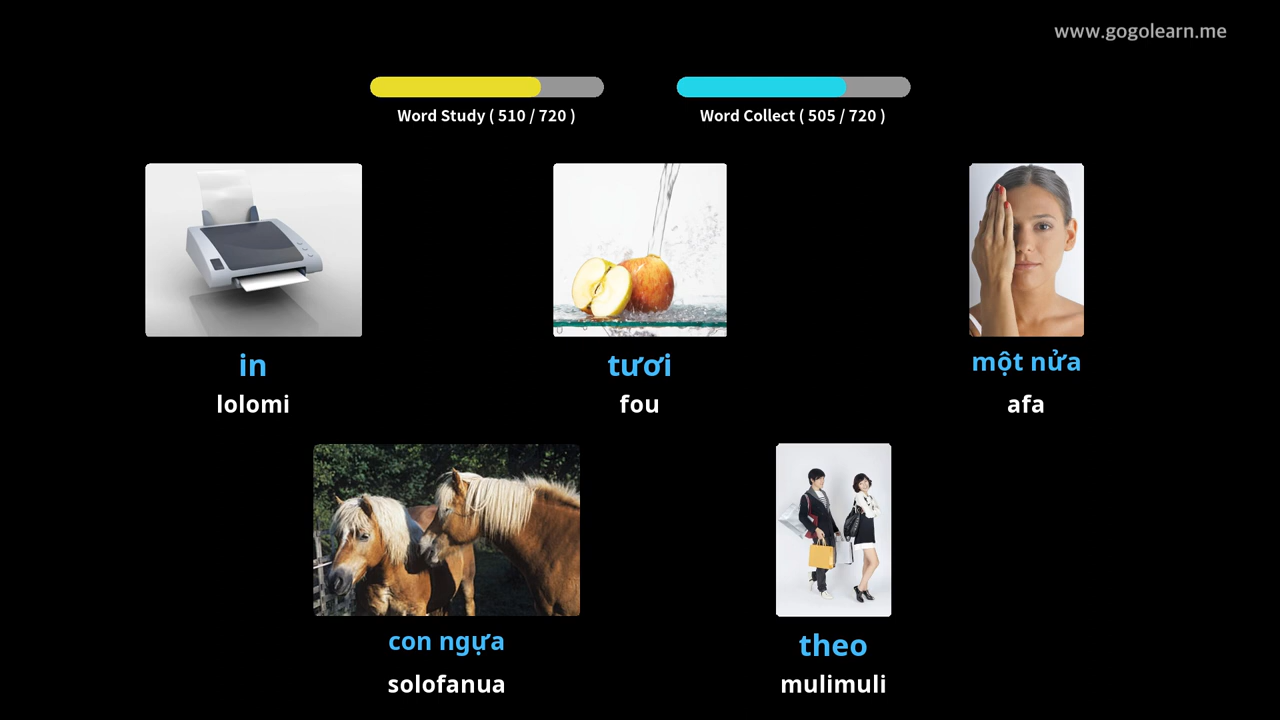 www.gogolearn.me
Word Study ( 510 / 720 )
Word Collect ( 505 / 720 )
in
lolomi
tươi
fou
một nửa
afa
con ngựa
solofanua
theo
mulimuli